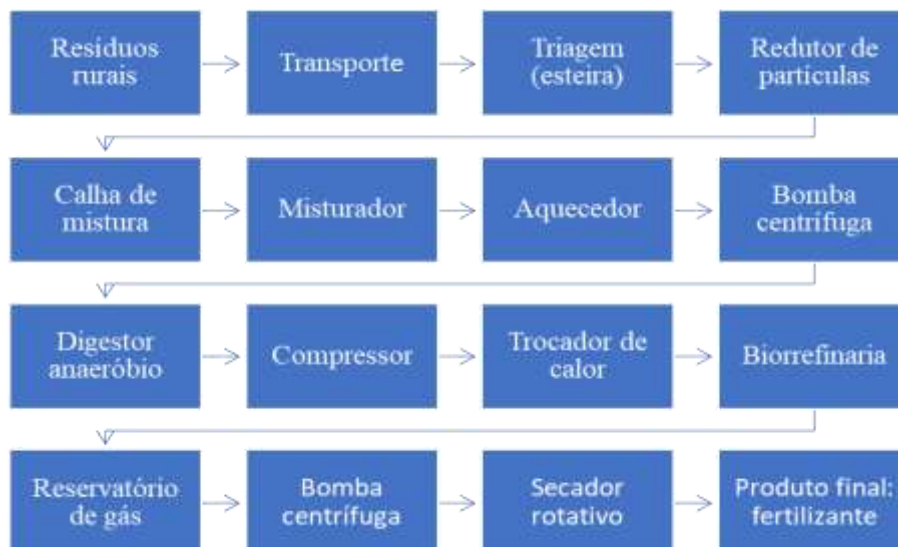 Resíduos
rurais
Transporte
Triagem
(esteira)
Redutor de
partículas
Calha de
mistura
Misturador
Aquecedor
Bomba
centrífuga
Digestor
anaeróbio
Compressor
Trocador de
calor
Biorrefinaria
Reservatório
de gás
Bomba
centrífuga
Secador
rotativo
Produto final:
fertilizante